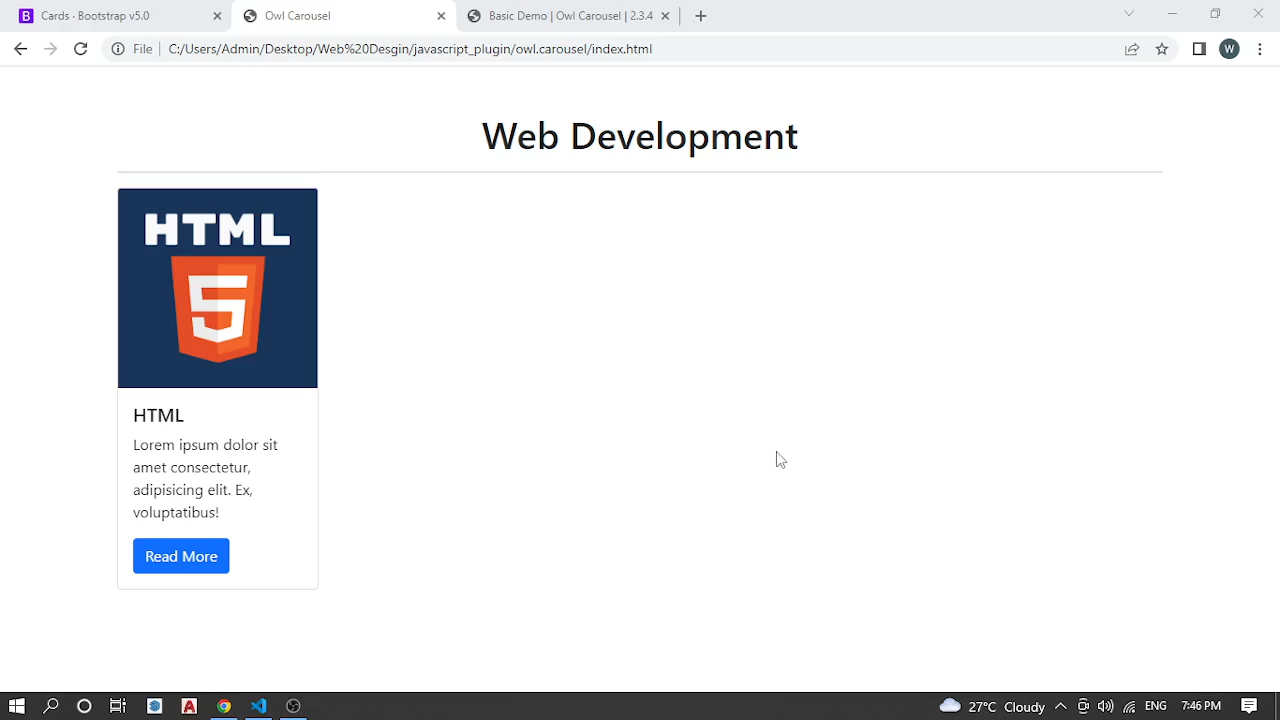 Cards · Bootstrap v5.0
Owl Carousel
Basic Demo | Owl Carousel | 2.3.4
File
C:/Users/Admin/Desktop/Web%20Desgin/javascript_plugin/owl.carousel/index.html
W
Web Development
HTML
5
HTML
Lorem ipsum dolor sit
amet consectetur,
adipisicing elit. Ex,
voluptatibus!
Read More
27°C Cloudy
ENG
7:46 PM